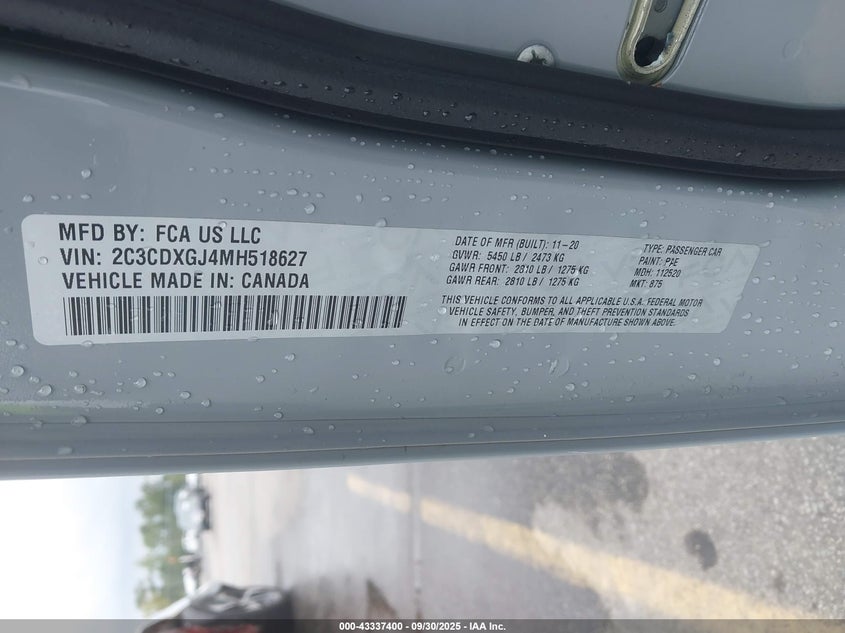 MFD BY: FCA US LLC
VIN: 2C3CDXGJ4MH518627
VEHICLE MADE IN: CANADA
DATE OF MFR (BUILT): 11-20
GVWR: 5450 LB / 2473 KG
GAWR FRONT: 2810 LB / 1275 KG
GAWR REAR: 2810 LB / 1275 KG
THIS VEHICLE CONFORMS TO ALL APPLICABLE U.S.A. FEDERAL MOTOR
VEHICLE SAFETY, BUMPER, AND THEFT PREVENTION STANDARDS
IN EFFECT ON THE DATE OF MANUFACTURE SHOWN ABOVE.
TYPE: PASSENGER CAR
PAINT:
MDH: 112520
MKT: 875
000-43337400 - 09/30/2025 - IAA Inc.